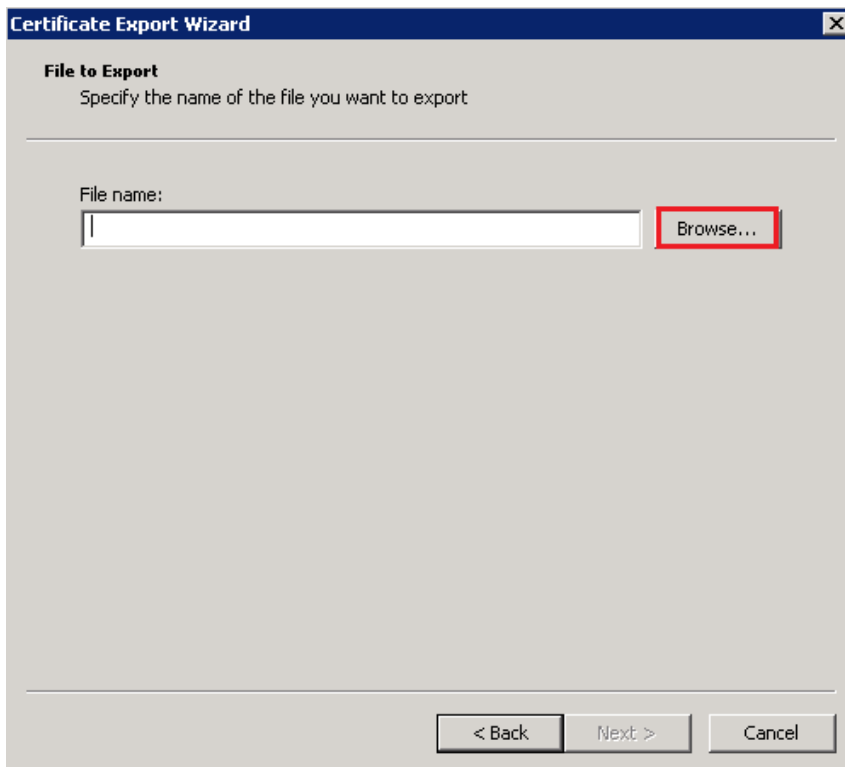 Certificate Export Wizard
File to Export
Specify the name of the file you want to export
File name:
Browse...
< Back Next > Cancel